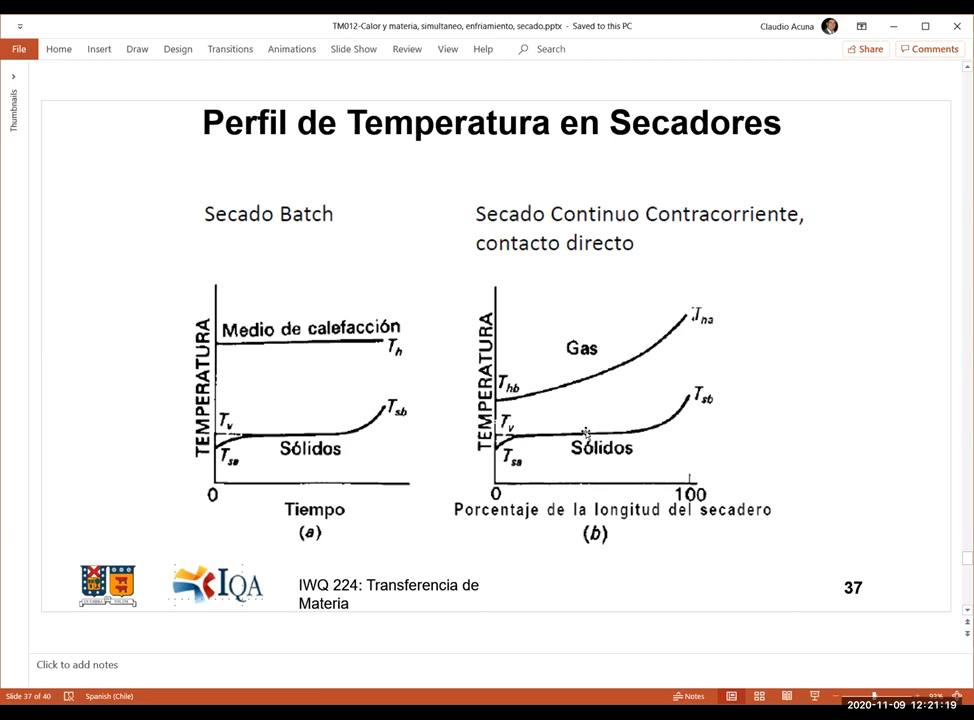 TM012-Calor y materia, simultaneo, enfriamiento, secado.pptx - Saved to this PC
Claudio Acuna
File Home Insert Draw Design Transitions Animations Slide Show Review View Help Search Share Comments
Thumbnails
Perfil de Temperatura en Secadores
Secado Batch
Secado Continuo Contracorriente,
contacto directo
TEMPERATURA
Medio de calefacción
Th
Tv
Tsb
Tsa
Sólidos
0
Tiempo
(a)
TEMPERATURA
Tha
Gas
Thb
Tsb
Tv
Tsa
Sólidos
0 100
Porcentaje de la longitud del secadero
(b)
IQA
IWQ 224: Transferencia de
Materia
37
Click to add notes
Slide 37 of 40 Spanish (Chile) Notes 92%
2020-11-09 12:21:19